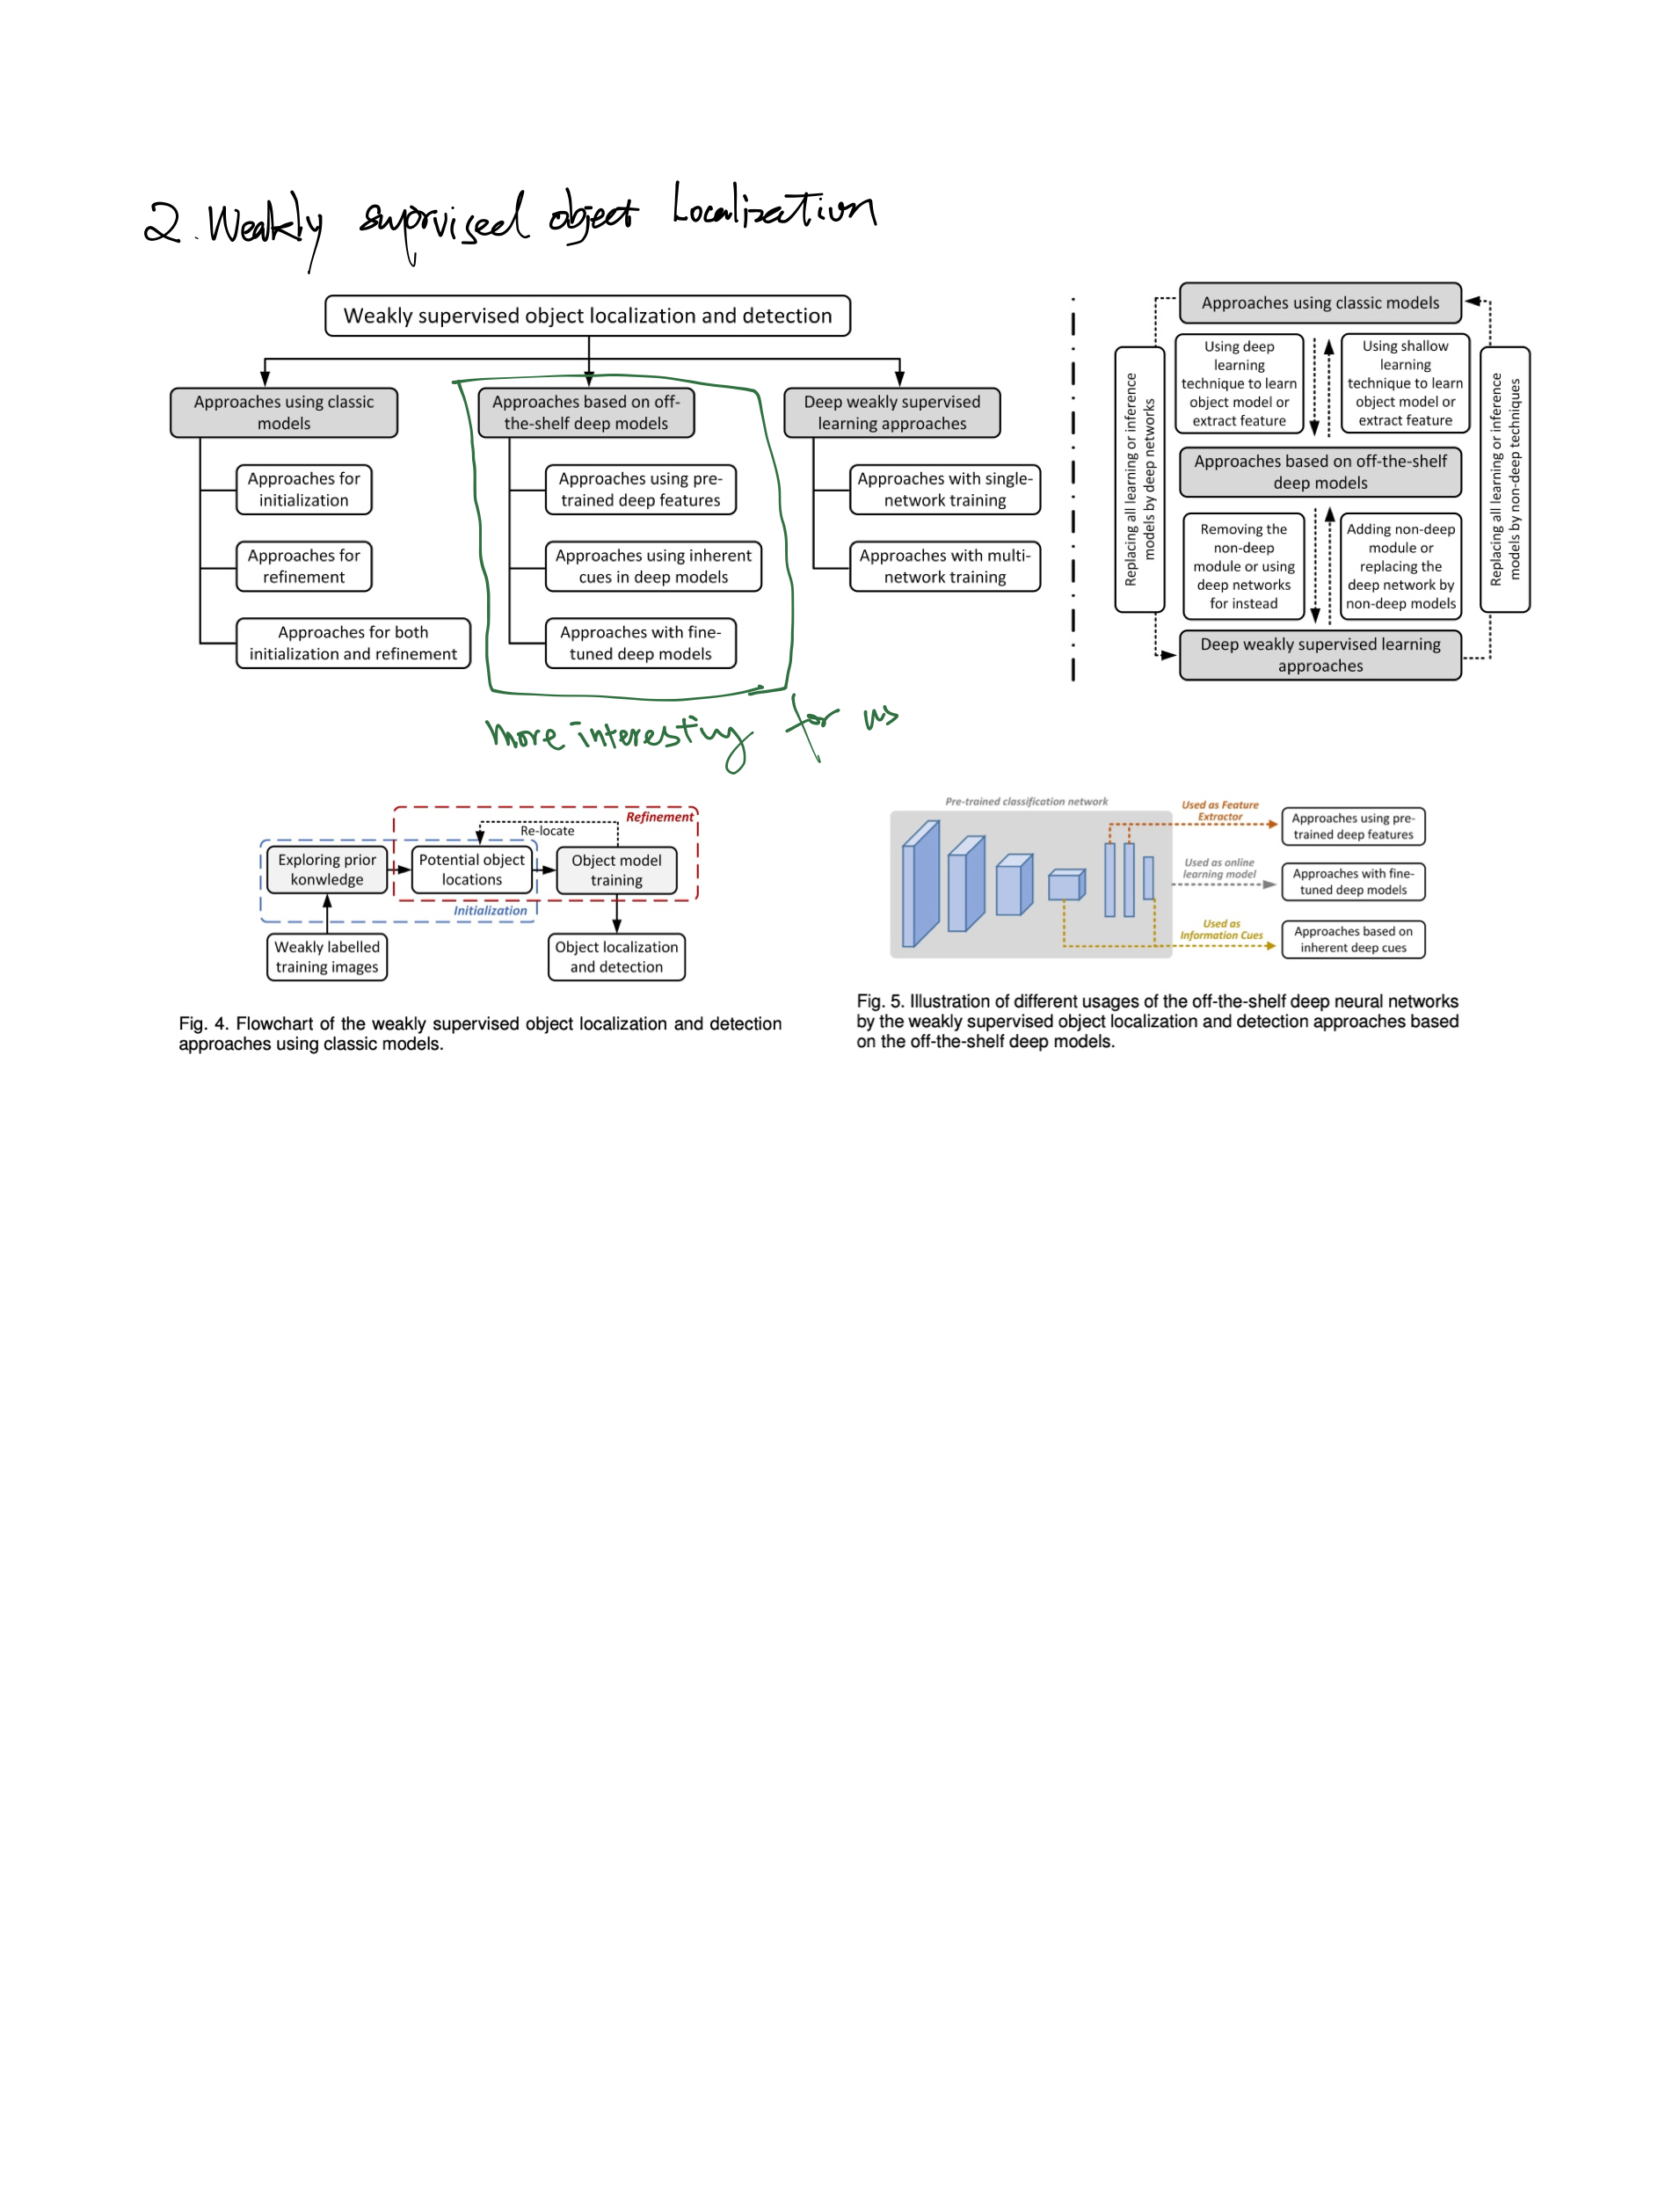 2. Weakly suprvised object Localization
Weakly supervised object localization and detection
Approaches using classic
models
Approaches for
initialization
Approaches for
refinement
Approaches for both
initialization and refinement
Approaches based on off-
the-shelf deep models
Approaches using pre-
trained deep features
Approaches using inherent
cues in deep models
Approaches with fine-
tuned deep models
Deep weakly supervised
learning approaches
Approaches with single-
network training
Approaches with multi-
network training
more interesting for us
Approaches using classic models
Replacing all learning or inference
models by deep networks
Using deep
learning
technique to learn
object model or
extract feature
Using shallow
learning
technique to learn
object model or
extract feature
Replacing all learning or inference
models by non-deep techniques
Approaches based on off-the-shelf
deep models
Removing the
non-deep
module or using
deep networks
for instead
Adding non-deep
module or
replacing the
deep network by
non-deep models
Deep weakly supervised learning
approaches
Refinement
Re-locate
Exploring prior
konwledge
Potential object
locations
Object model
training
Initialization
Weakly labelled
training images
Object localization
and detection
Fig. 4. Flowchart of the weakly supervised object localization and detection
approaches using classic models.
Pre-trained classification network
Used as Feature
Extractor
Approaches using pre-
trained deep features
Used as online
learning model
Approaches with fine-
tuned deep models
Used as
Information Cues
Approaches based on
inherent deep cues
Fig. 5. Illustration of different usages of the off-the-shelf deep neural networks
by the weakly supervised object localization and detection approaches based
on the off-the-shelf deep models.